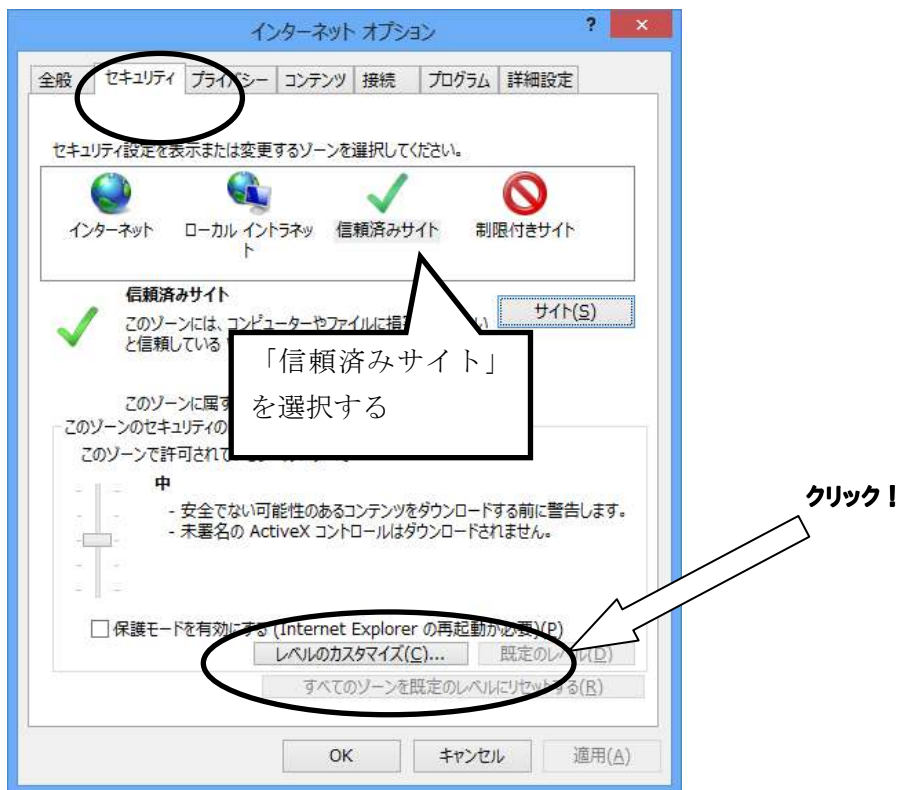 インターネット オプション
?
×
全般
セキュリティ
プライバシー
コンテンツ
接続
プログラム
詳細設定
セキュリティ設定を表示または変更するゾーンを選択してください。
インターネット
ローカル イントラネッ
ト
信頼済みサイト
制限付きサイト
信頼済みサイト
このゾーンには、コンピューターやファイルに損
い
と信頼している
サイト(S)
「信頼済みサイト」
を選択する
このゾーンに属す
このゾーンのセキュリティの
このゾーンで許可されて
中
- 安全でない可能性のあるコンテンツをダウンロードする前に警告します。
- 未署名の ActiveX コントロールはダウンロードされません。
クリック！
保護モードを有効にする (Internet Explorer の再起動が必要)(P)
レベルのカスタマイズ(C)...
既定のレベル(D)
すべてのゾーンを既定のレベルにリセットする(R)
OK
キャンセル
適用(A)